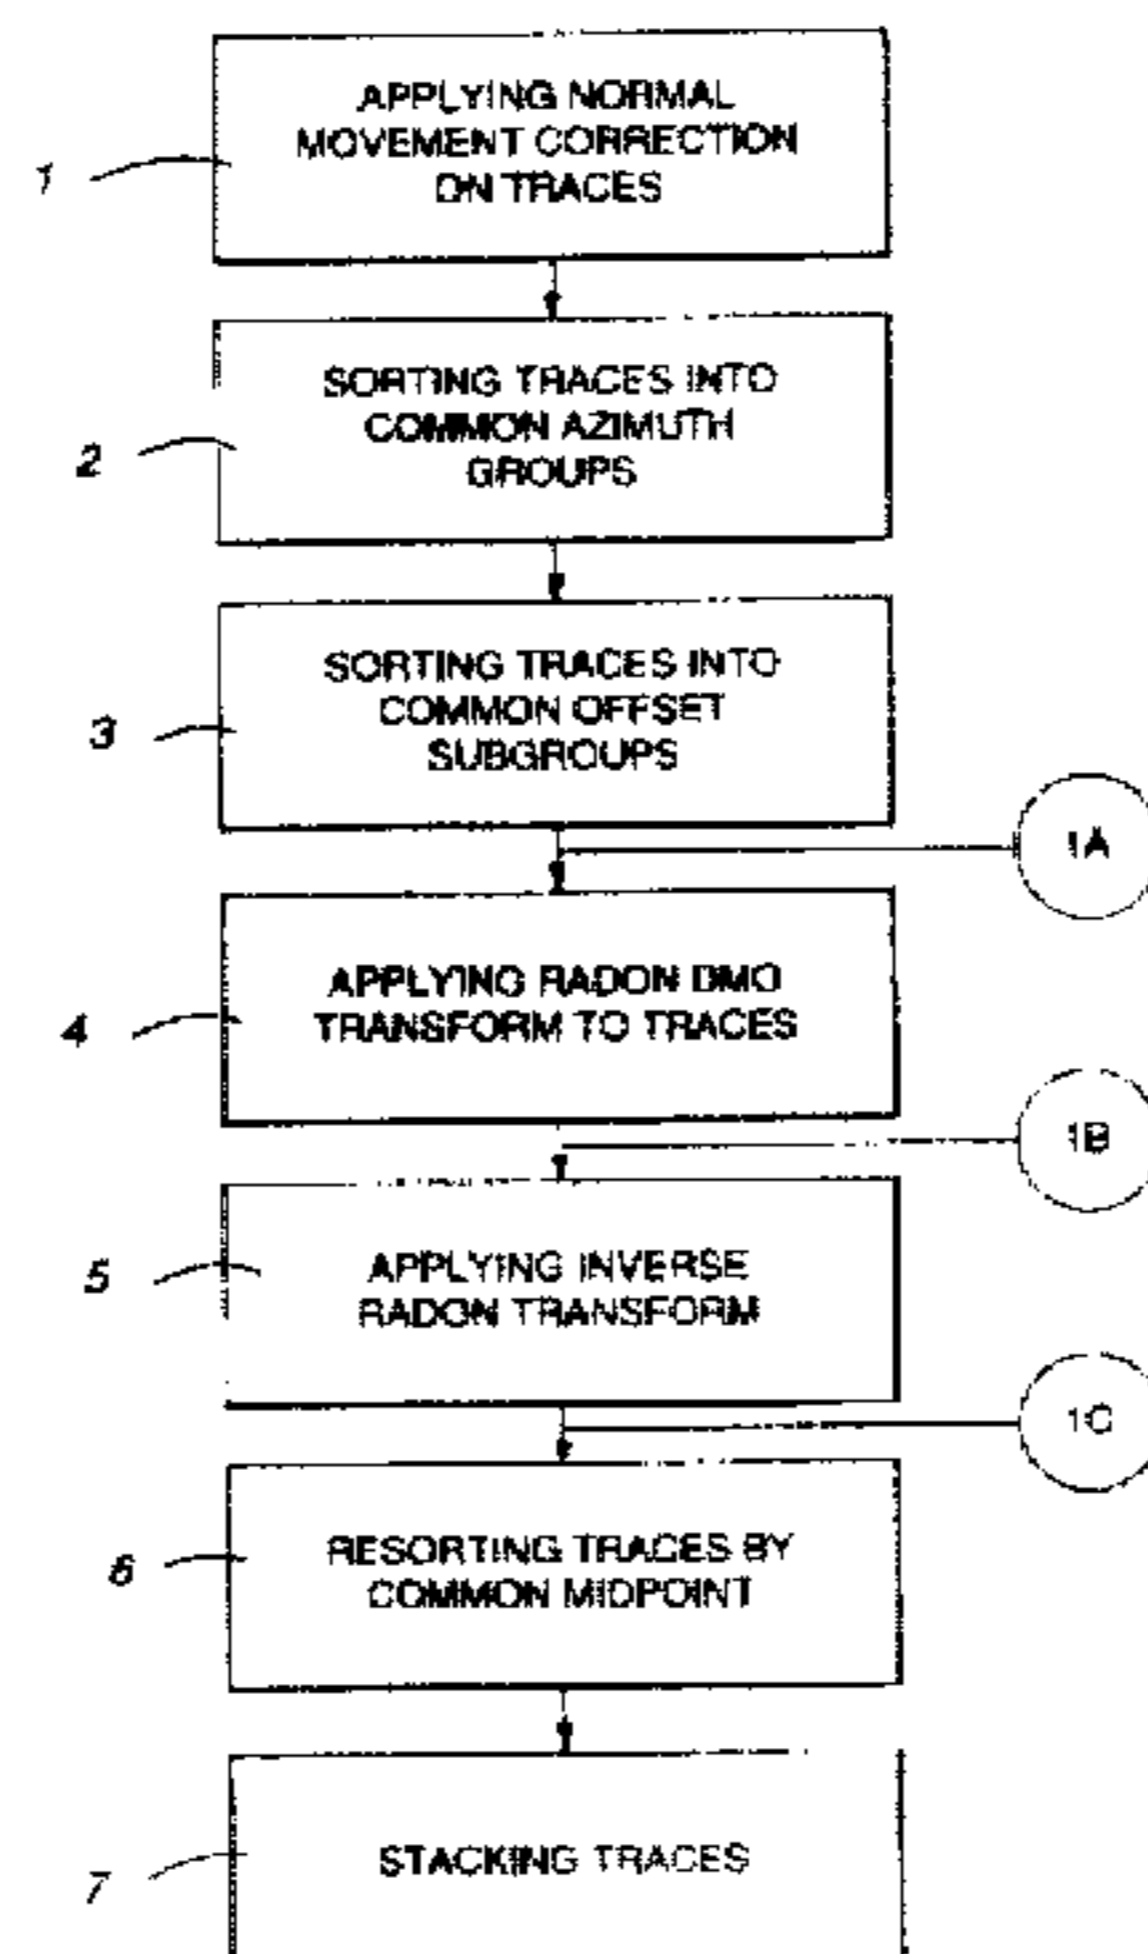 APPLYING NORMAL
MOVEMENT CORRECTION
ON TRACES
1
SORTING TRACES INTO
COMMON AZIMUTH
GROUPS
2
SORTING TRACES INTO
COMMON OFFSET
SUBGROUPS
3
1A
APPLYING RADON DMO
TRANSFORM TO TRACES
4
1B
APPLYING INVERSE
RADON TRANSFORM
5
1C
RESORTING TRACES BY
COMMON MIDPOINT
6
STACKING TRACES
7